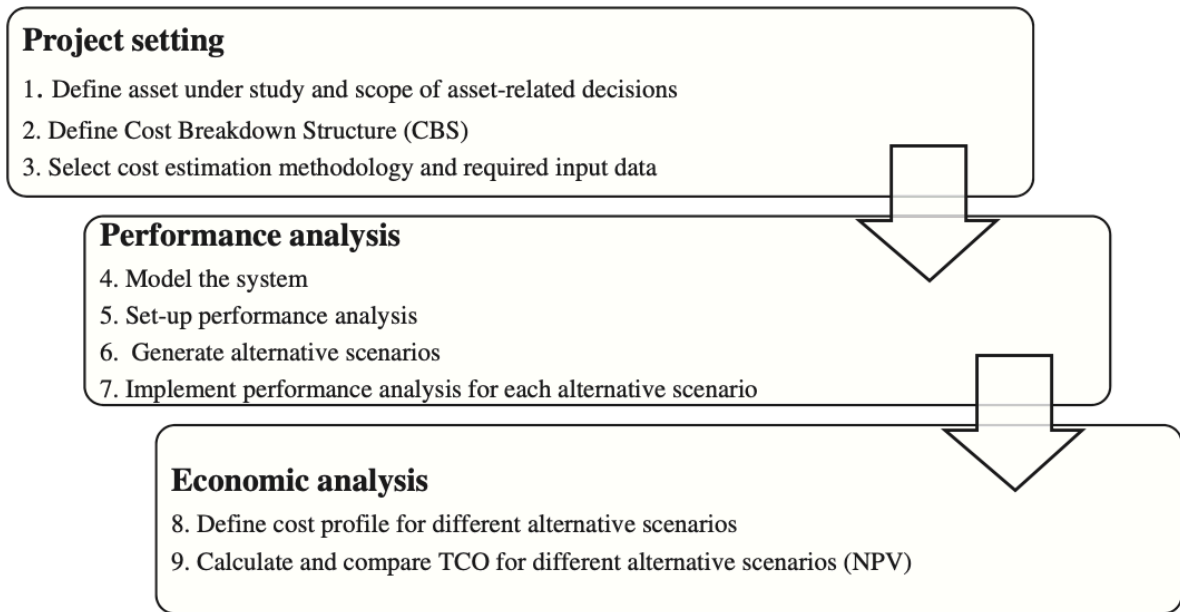 Project setting
1. Define asset under study and scope of asset-related decisions
2. Define Cost Breakdown Structure (CBS)
3. Select cost estimation methodology and required input data
Performance analysis
4. Model the system
5. Set-up performance analysis
6. Generate alternative scenarios
7. Implement performance analysis for each alternative scenario
Economic analysis
8. Define cost profile for different alternative scenarios
9. Calculate and compare TCO for different alternative scenarios (NPV)